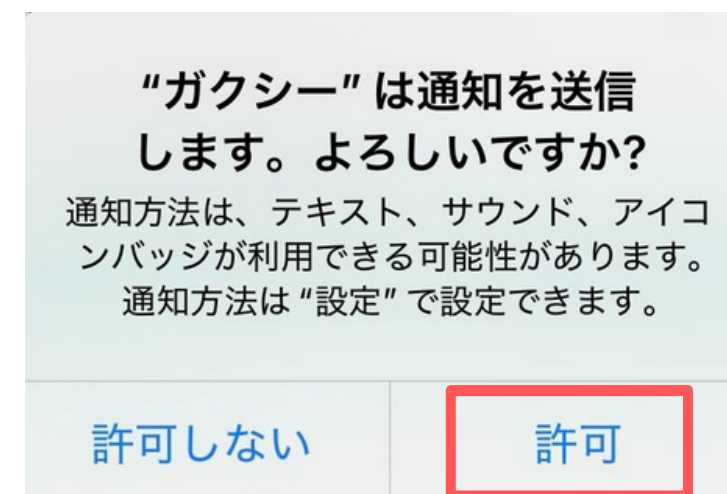 “ガクシー” は通知を送信
します。よろしいですか?
通知方法は、テキスト、サウンド、アイコ
ンバッジが利用できる可能性があります。
通知方法は “設定” で設定できます。
許可しない
許可